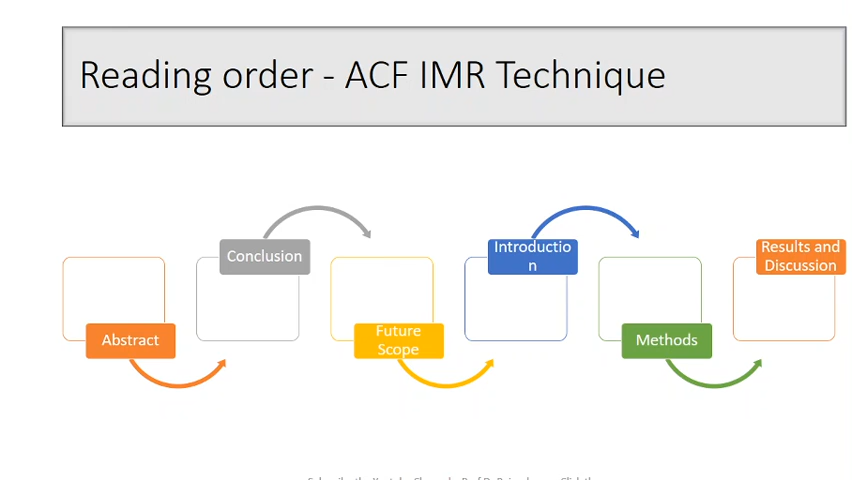 Reading order - ACF IMR Technique
Abstract
Conclusion
Future
Scope
Introductio
n
Methods
Results and
Discussion